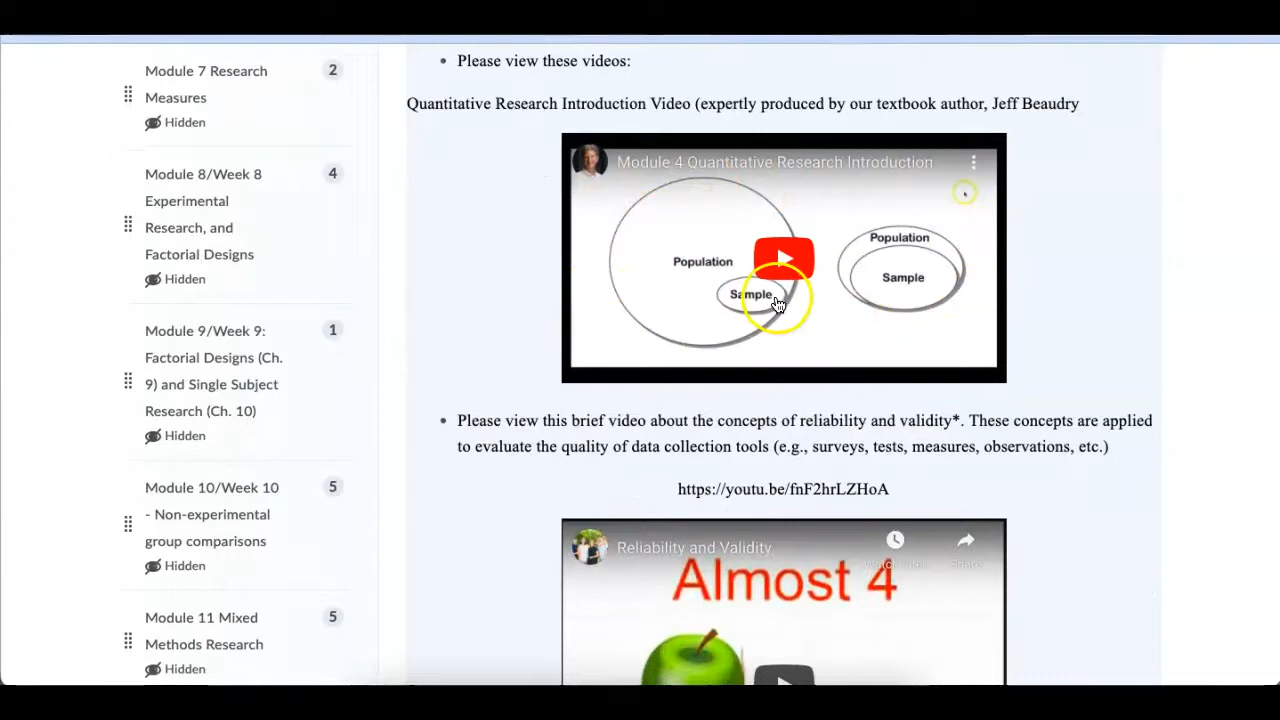 Module 7 Research
Measures
Hidden
2
Module 8/Week 8
Experimental
Research, and
Factorial Designs
Hidden
4
Module 9/Week 9:
Factorial Designs (Ch.
9) and Single Subject
Research (Ch. 10)
Hidden
1
Module 10/Week 10
- Non-experimental
group comparisons
Hidden
5
Module 11 Mixed
Methods Research
Hidden
5
• Please view these videos:
Quantitative Research Introduction Video (expertly produced by our textbook author, Jeff Beaudry
Module 4 Quantitative Research Introduction
Population
Sample
Population
Sample
• Please view this brief video about the concepts of reliability and validity*. These concepts are applied
to evaluate the quality of data collection tools (e.g., surveys, tests, measures, observations, etc.)
https://youtu.be/fnF2hrLZHoA
Reliability and Validity
Share
Almost 4